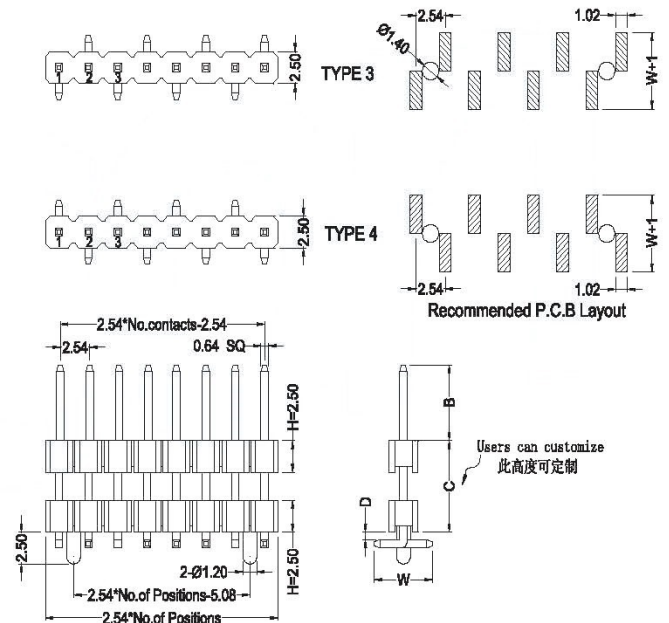 2.54
1.02
Ø1.40
1 2 3
2.50
TYPE 3
W+1
1 2 3
2.50
TYPE 4
W+1
2.54
1.02
Recommended P.C.B Layout
2.54*No.contacts-2.54
2.54
0.64 SQ
H=2.50
B
Users can customize
此高度可定制
C
D
2.50
2-Ø1.20
H=2.50
W
2.54*No.of Positions-5.08
2.54*No.of Positions